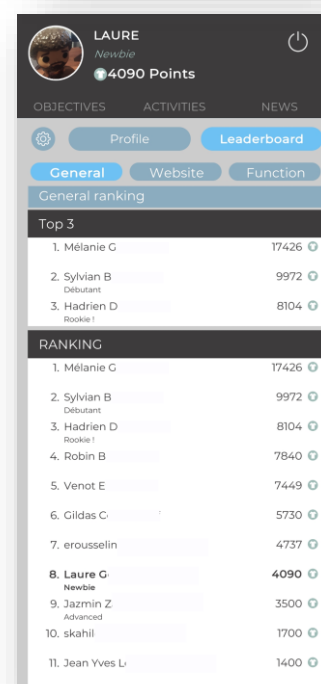 LAURE
Newbie
4090 Points
OBJECTIVES ACTIVITIES NEWS
Profile Leaderboard
General Website Function
General ranking
Top 3
1. Mélanie G 17426
2. Sylvian B 9972
Débutant
3. Hadrien D 8104
Rookie !
RANKING
1. Mélanie G 17426
2. Sylvian B 9972
Débutant
3. Hadrien D 8104
Rookie !
4. Robin B 7840
5. Venot E 7449
6. Gildas C 5730
7. erousselin 4737
8. Laure G 4090
Newbie
9. Jazmin Z 3500
Advanced
10. skahil 1700
11. Jean Yves L 1400